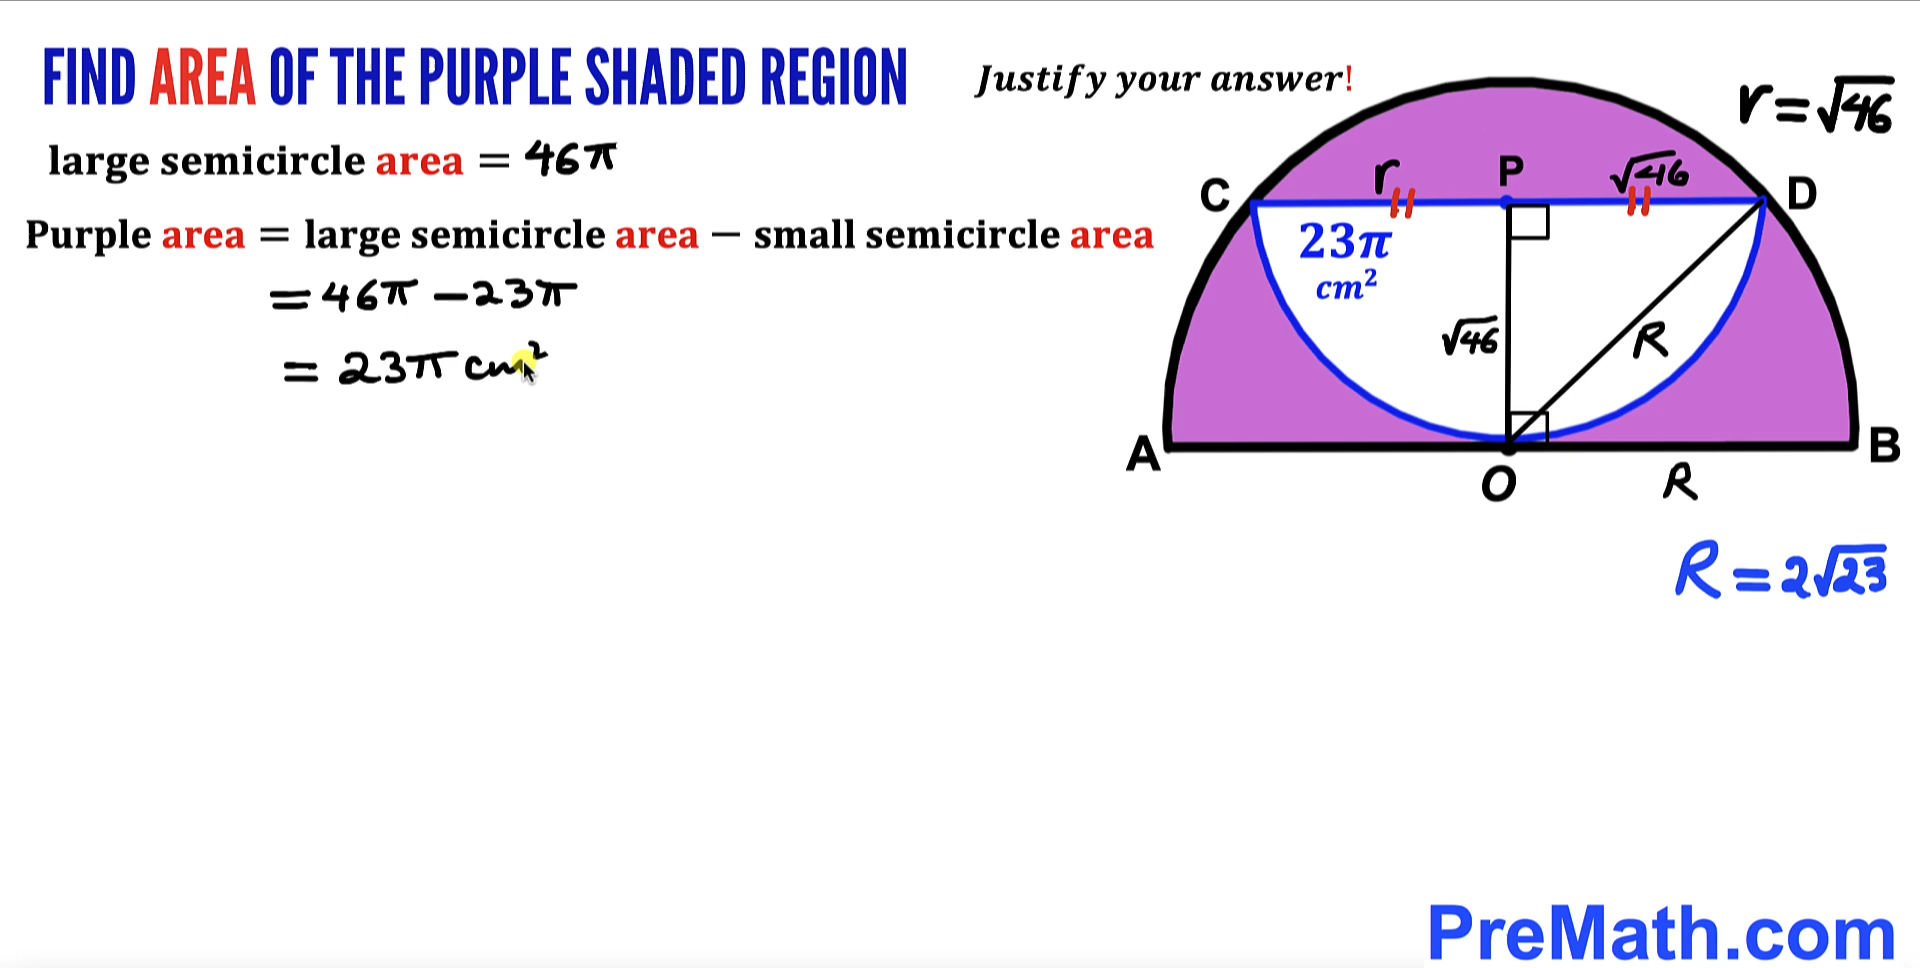 FIND AREA OF THE PURPLE SHADED REGION
Justify your answer!
large semicircle area = 46π
Purple area = large semicircle area − small semicircle area
= 46π − 23π
= 23π cm²
r = √46
C
r
P
√46
D
23π
cm²
√46
R
A
O
R
B
R = 2√23
PreMath.com